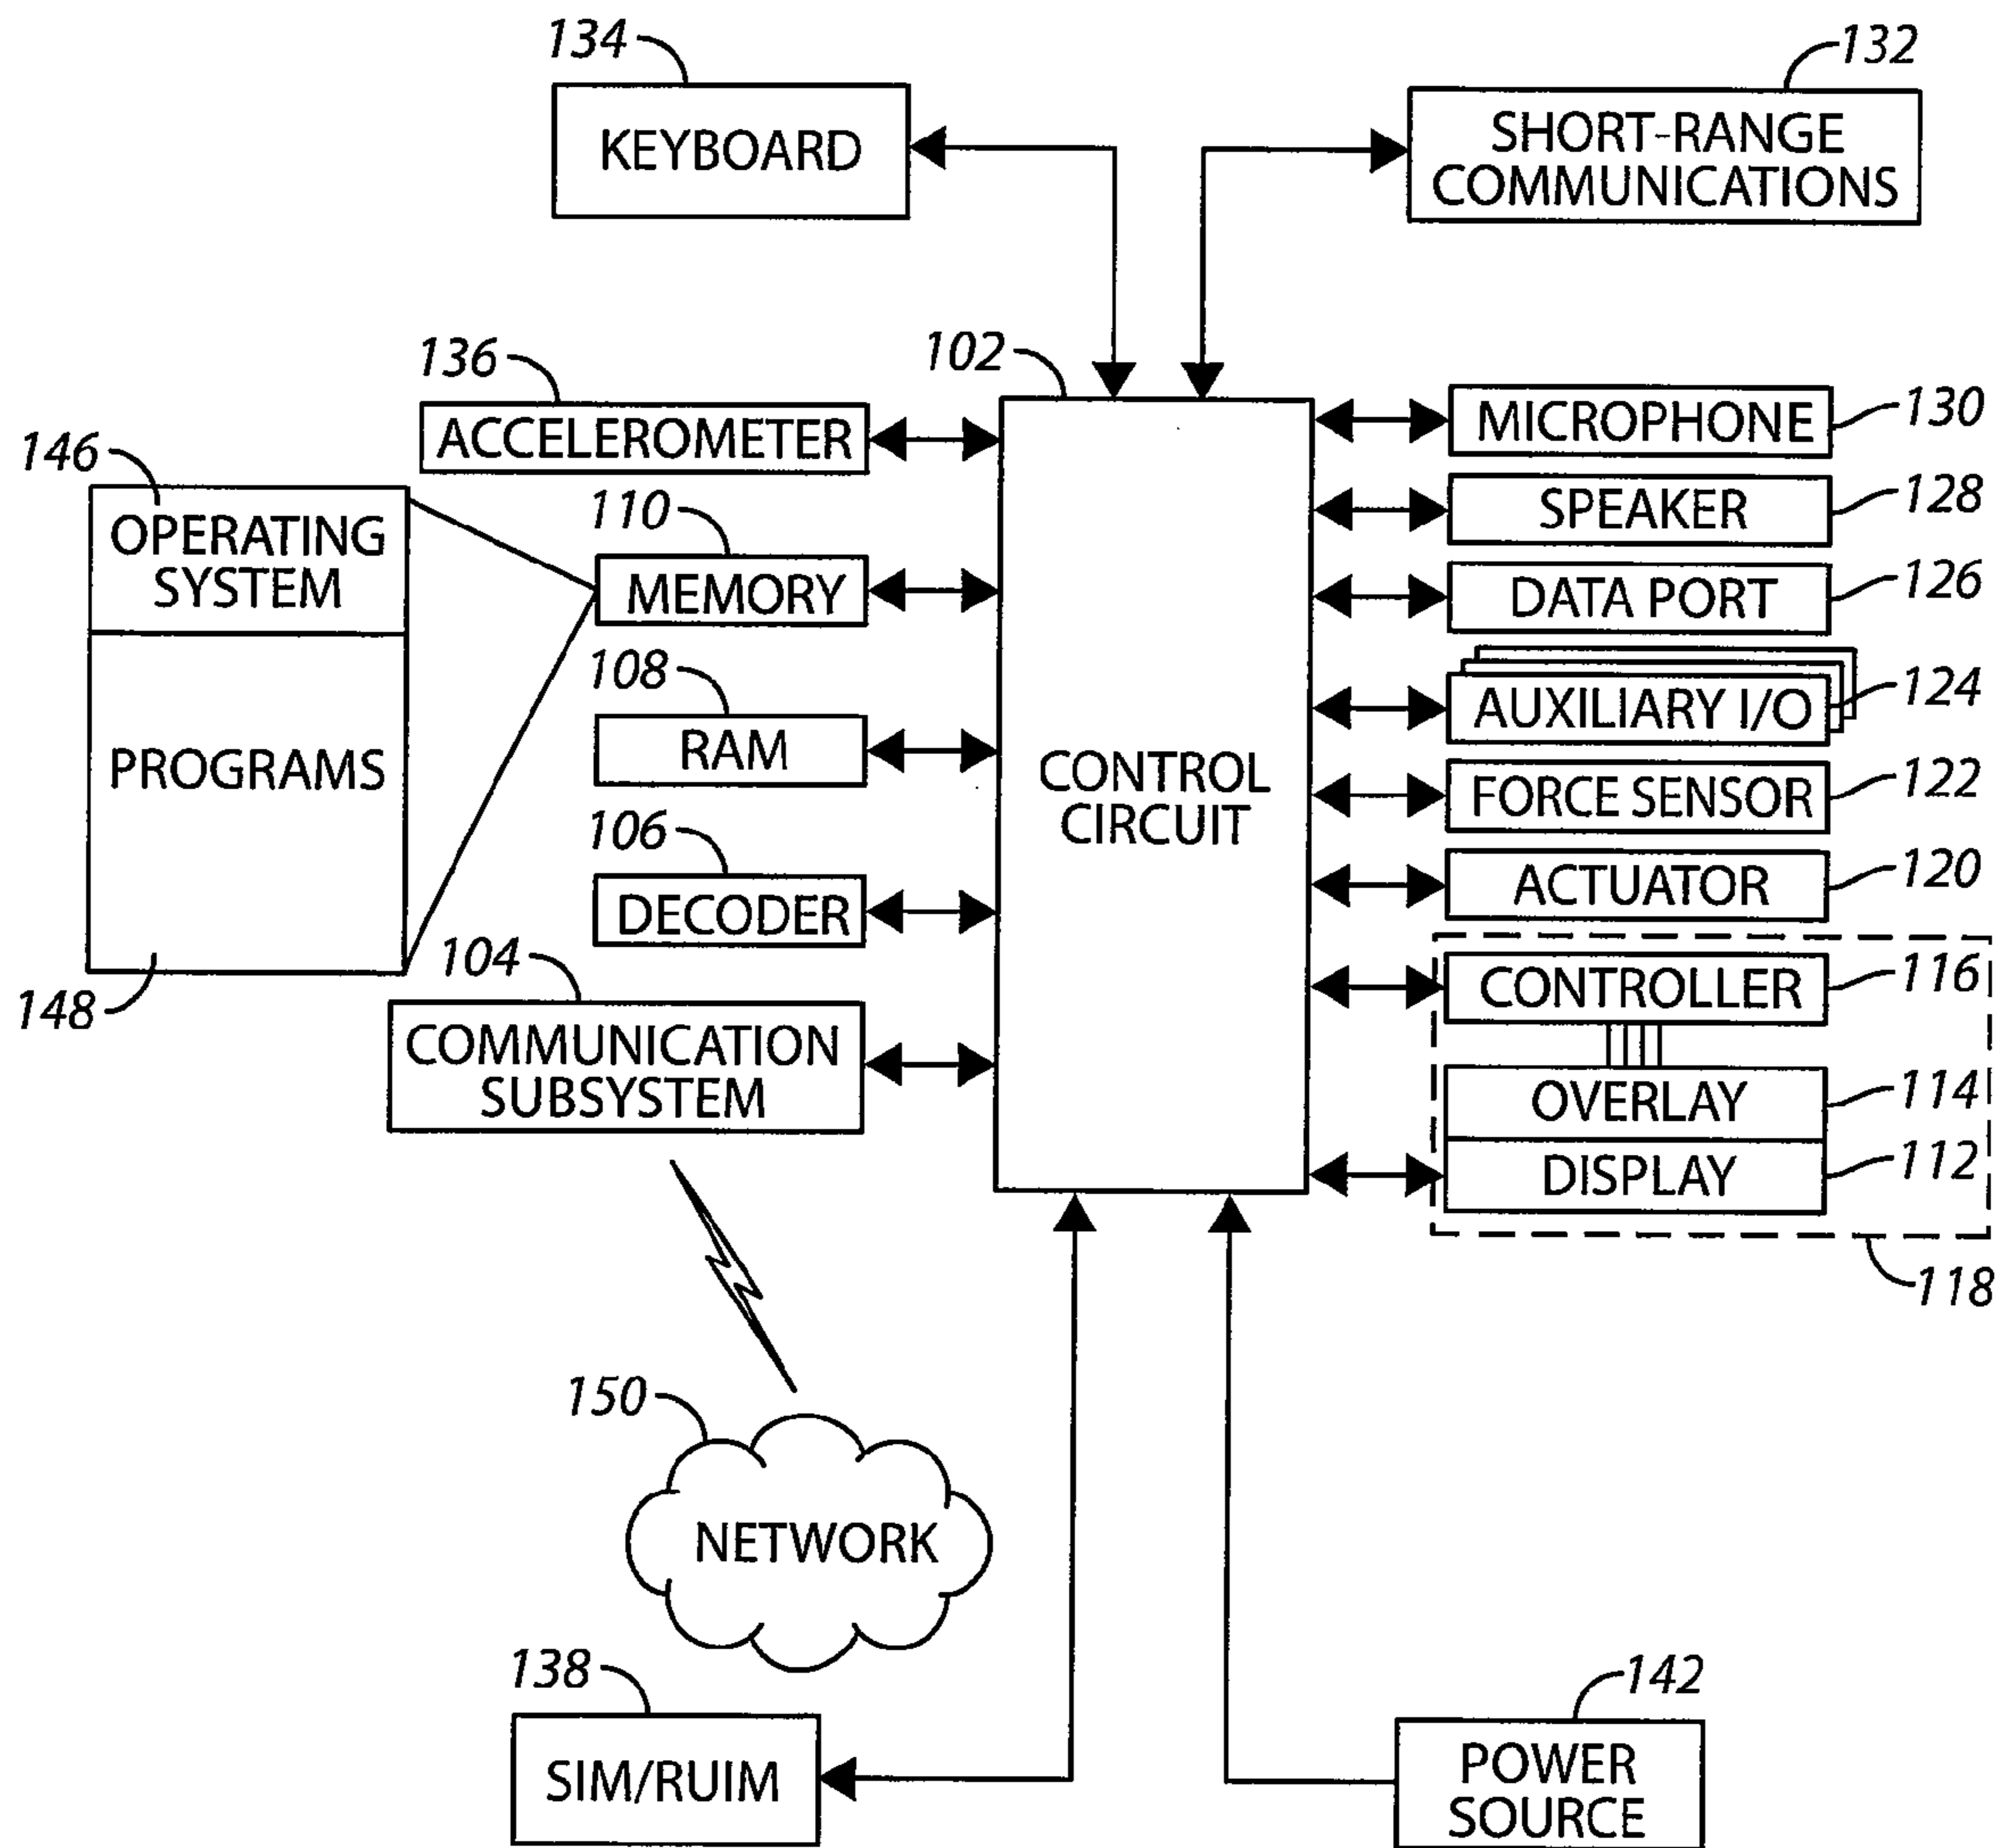 134
132
KEYBOARD
SHORT-RANGE
COMMUNICATIONS
136
102
ACCELEROMETER
MICROPHONE
130
146
OPERATING
SYSTEM
110
MEMORY
SPEAKER
128
DATA PORT
126
108
RAM
AUXILIARY I/O
124
PROGRAMS
CONTROL
CIRCUIT
FORCE SENSOR
122
106
DECODER
ACTUATOR
120
148
104
COMMUNICATION
SUBSYSTEM
CONTROLLER
116
OVERLAY
114
DISPLAY
112
118
150
NETWORK
138
SIM/RUIM
142
POWER
SOURCE